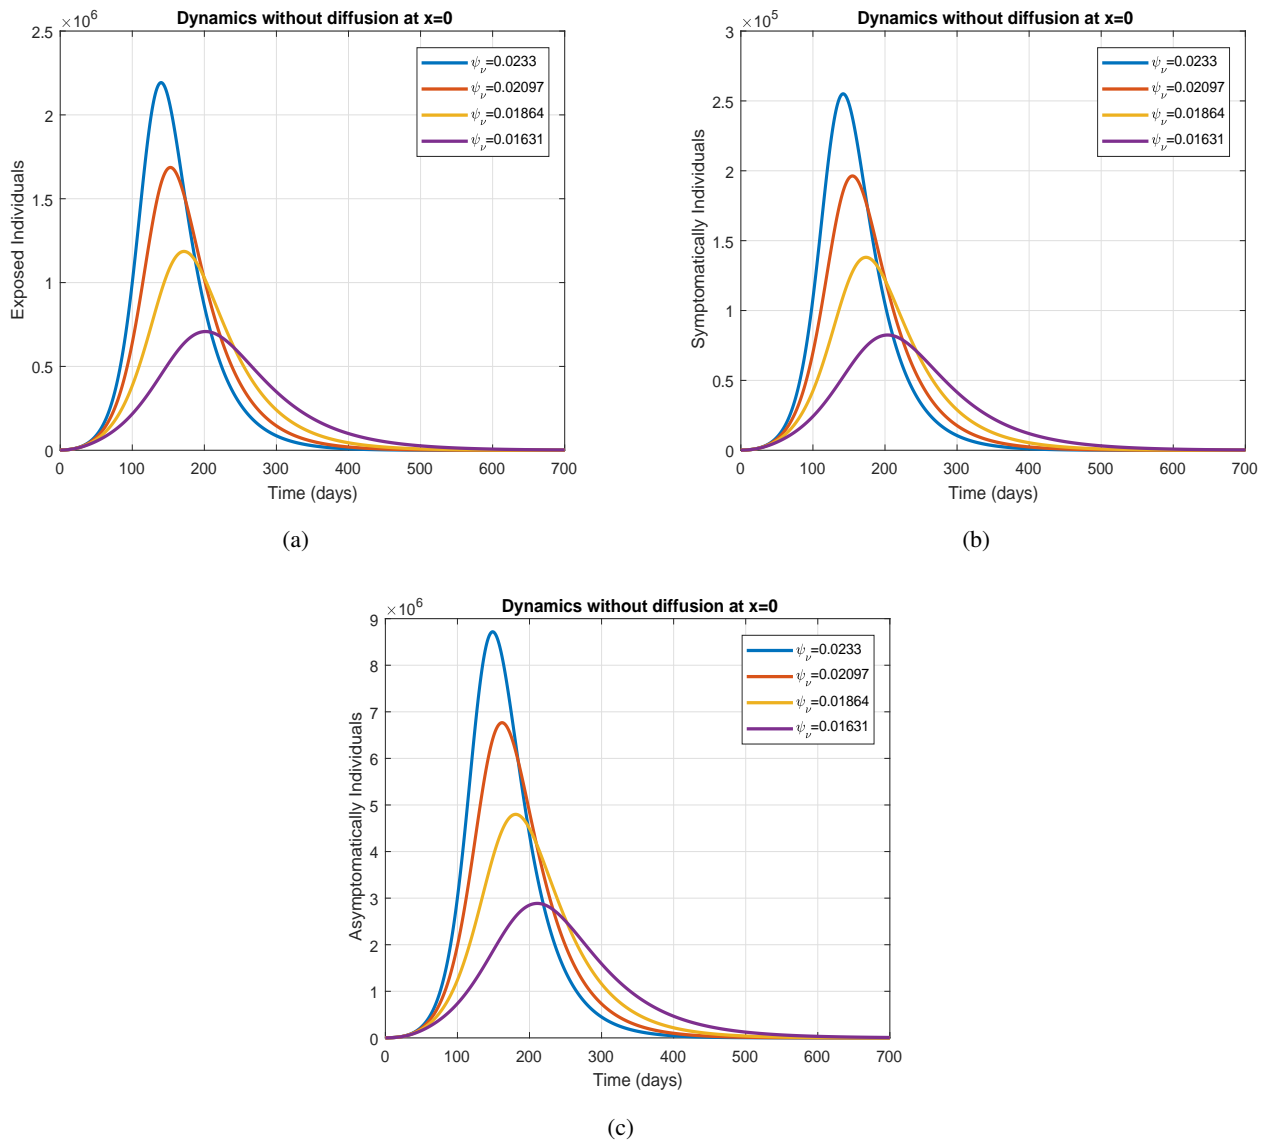 Dynamics without diffusion at x=0
×10^6
Exposed Individuals
2.5
2
1.5
1
0.5
0
0 100 200 300 400 500 600 700
Time (days)
ψ_ν=0.0233
ψ_ν=0.02097
ψ_ν=0.01864
ψ_ν=0.01631
(a)
Dynamics without diffusion at x=0
×10^5
Symptomatically Individuals
3
2.5
2
1.5
1
0.5
0
0 100 200 300 400 500 600 700
Time (days)
ψ_ν=0.0233
ψ_ν=0.02097
ψ_ν=0.01864
ψ_ν=0.01631
(b)
Dynamics without diffusion at x=0
×10^6
Asymptomatically Individuals
9
8
7
6
5
4
3
2
1
0
0 100 200 300 400 500 600 700
Time (days)
ψ_ν=0.0233
ψ_ν=0.02097
ψ_ν=0.01864
ψ_ν=0.01631
(c)